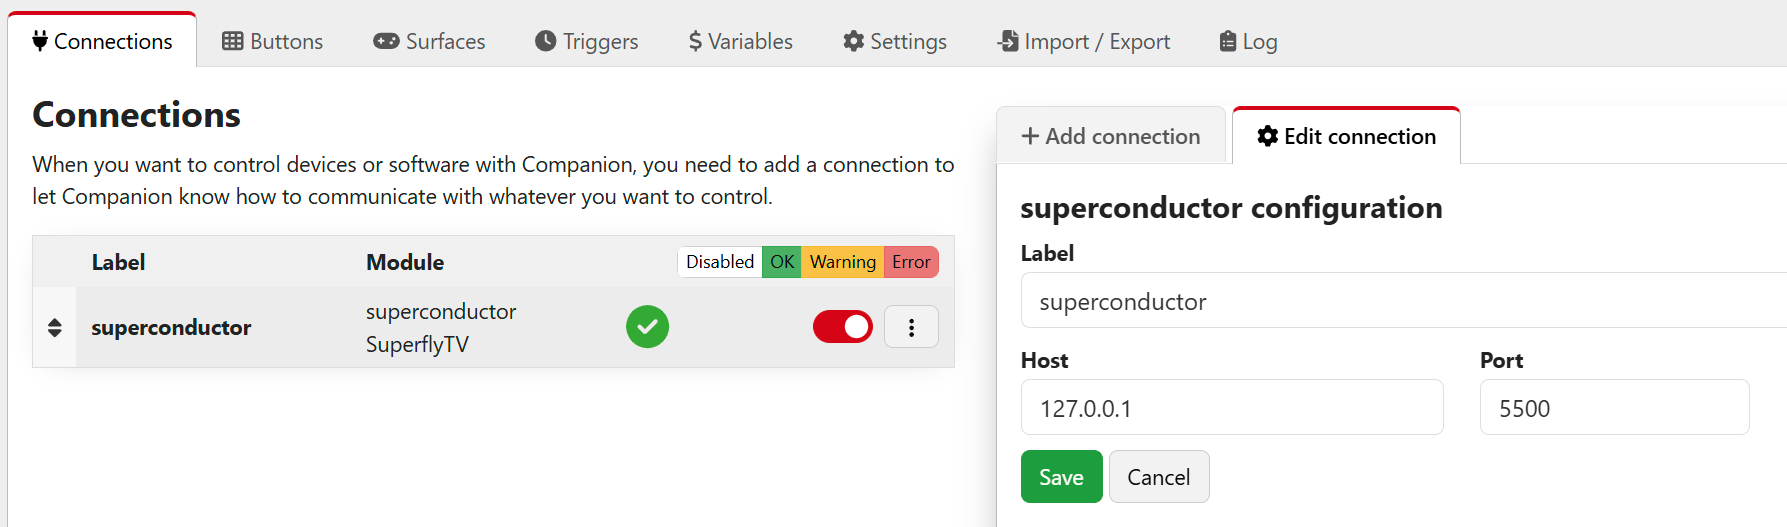 Connections Buttons Surfaces Triggers Variables Settings Import / Export Log
Connections
When you want to control devices or software with Companion, you need to add a connection to
let Companion know how to communicate with whatever you want to control.
Label Module Disabled OK Warning Error
superconductor superconductor
SuperflyTV
Add connection Edit connection
superconductor configuration
Label
superconductor
Host Port
127.0.0.1 5500
Save Cancel